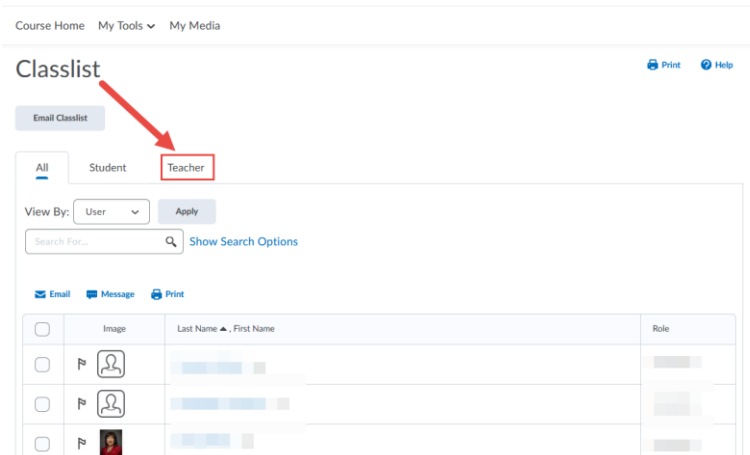 Course Home My Tools My Media
Classlist
Print Help
Email Classlist
All Student Teacher
View By: User Apply
Search For... Show Search Options
Email Message Print
Image Last Name , First Name Role